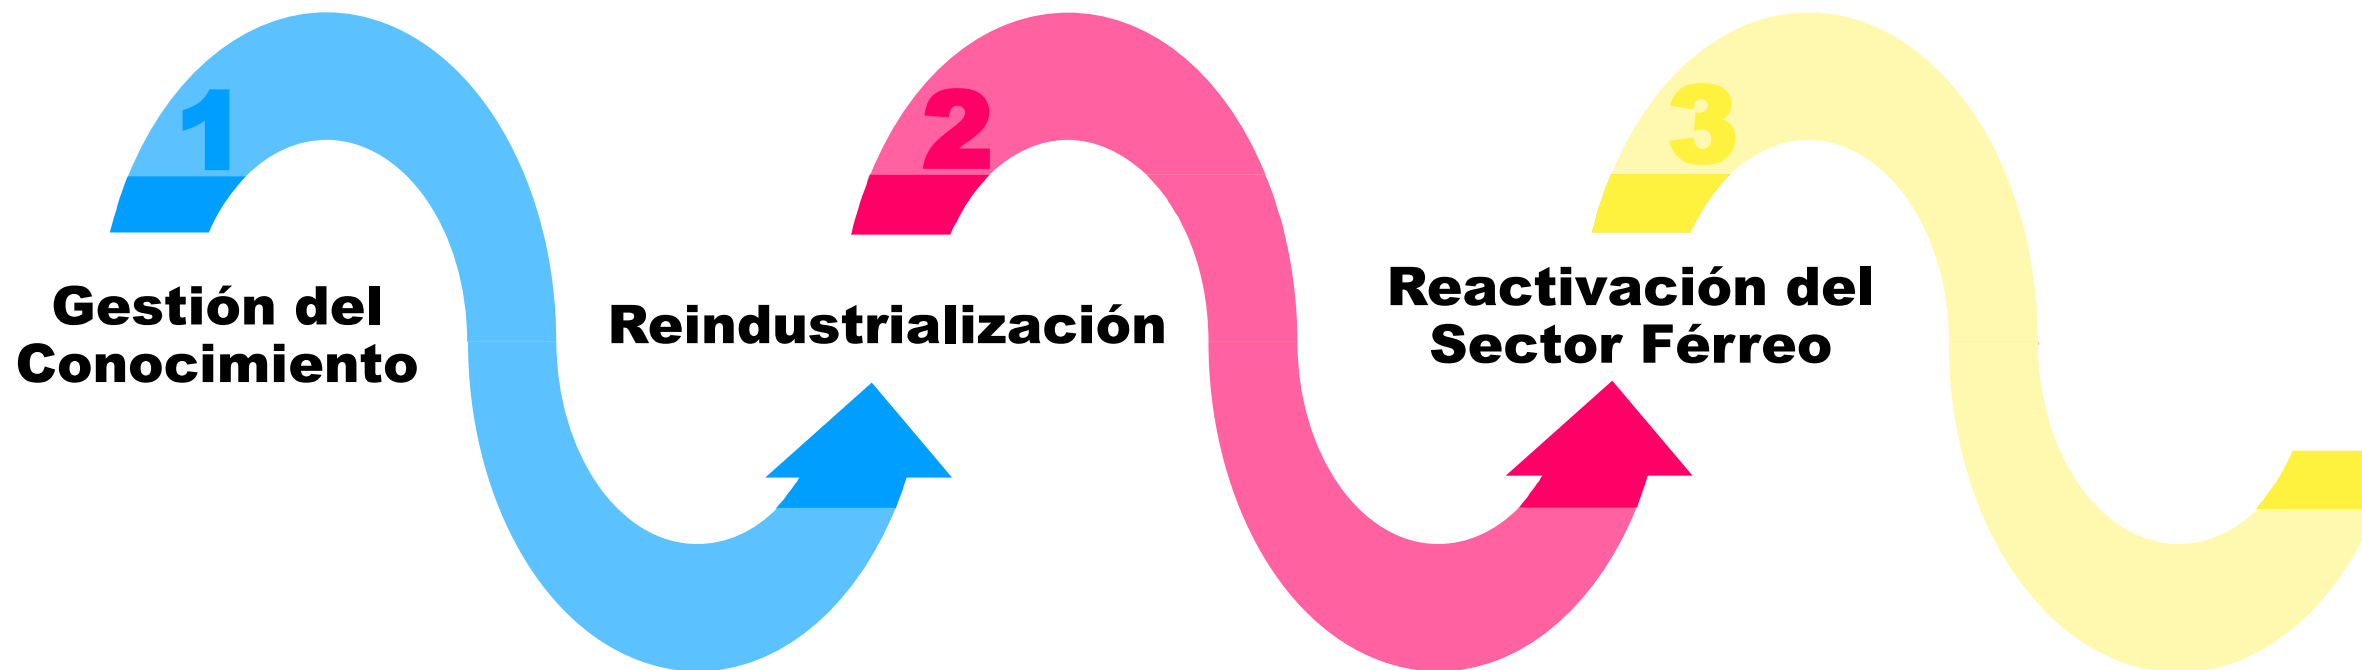 1
Gestión del
Conocimiento
2
Reindustrialización
3
Reactivación del
Sector Férreo